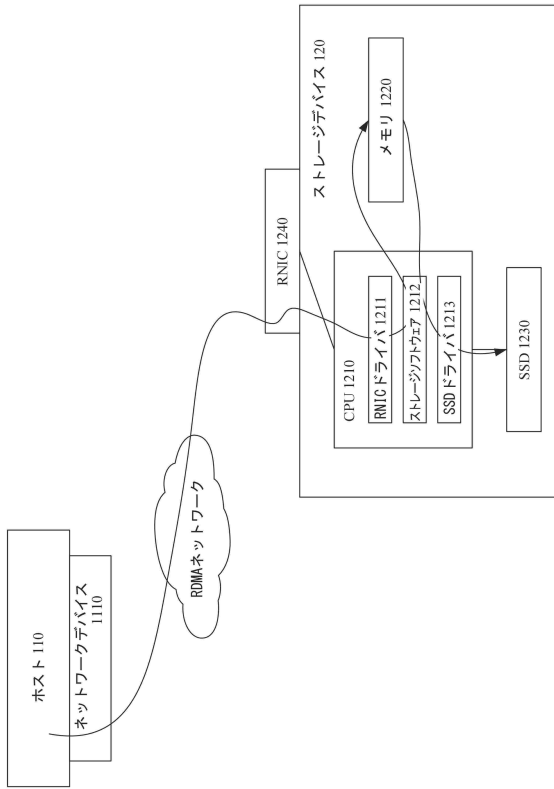 ホスト 110
ネットワークデバイス
1110
RDMAネットワーク
RNIC 1240
ストレージデバイス 120
CPU 1210
RNICドライバ 1211
ストレージソフトウェア 1212
SSDドライバ 1213
メモリ 1220
SSD 1230